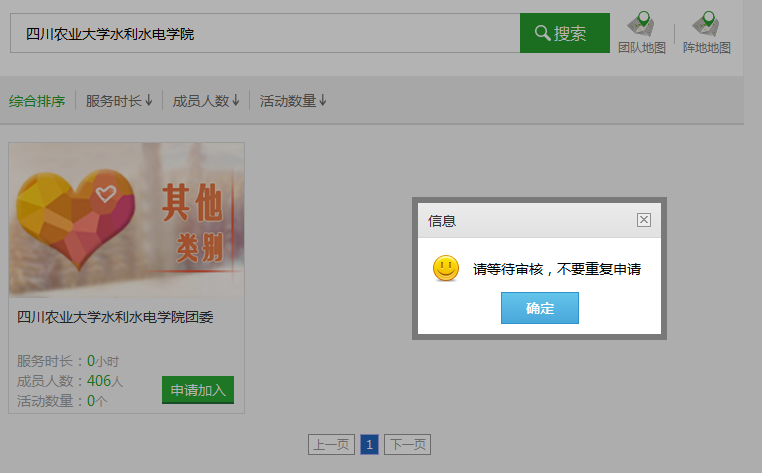 四川农业大学水利水电学院
搜索
团队地图
阵地地图
综合排序 服务时长↓ 成员人数↓ 活动数量↓
其他
类别
信息
请等待审核，不要重复申请
确定
四川农业大学水利水电学院团委
服务时长：0小时
成员人数：406人
活动数量：0个
申请加入
上一页 1 下一页